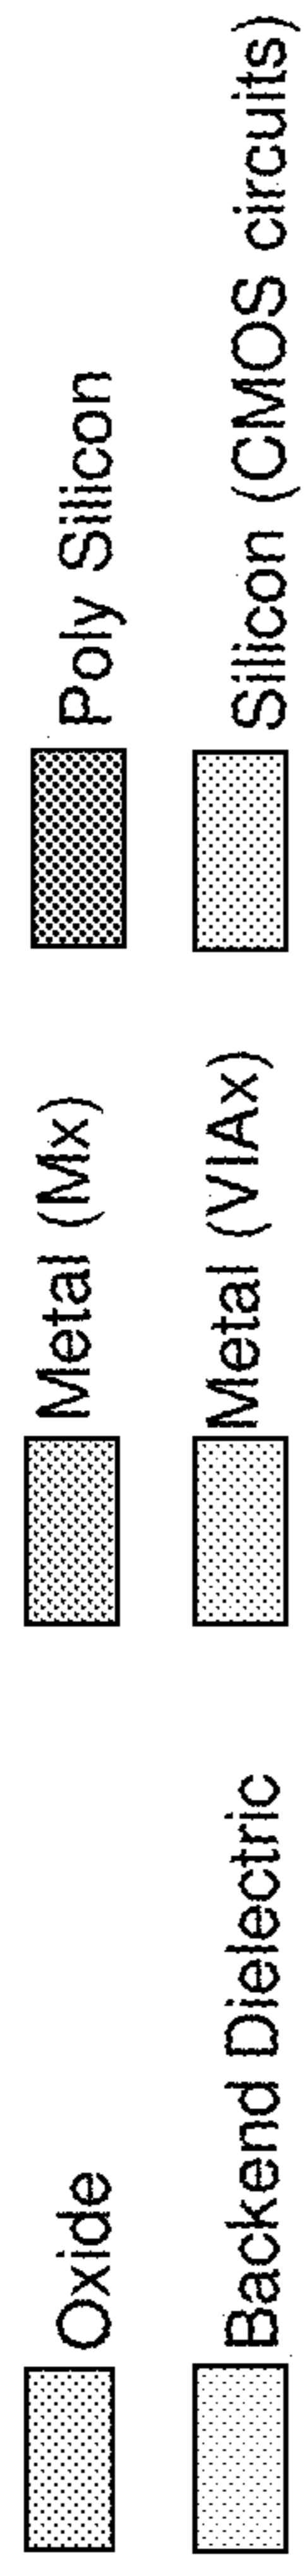 Oxide
Metal (Mx)
Poly Silicon
Backend Dielectric
Metal (VIAx)
Silicon (CMOS circuits)